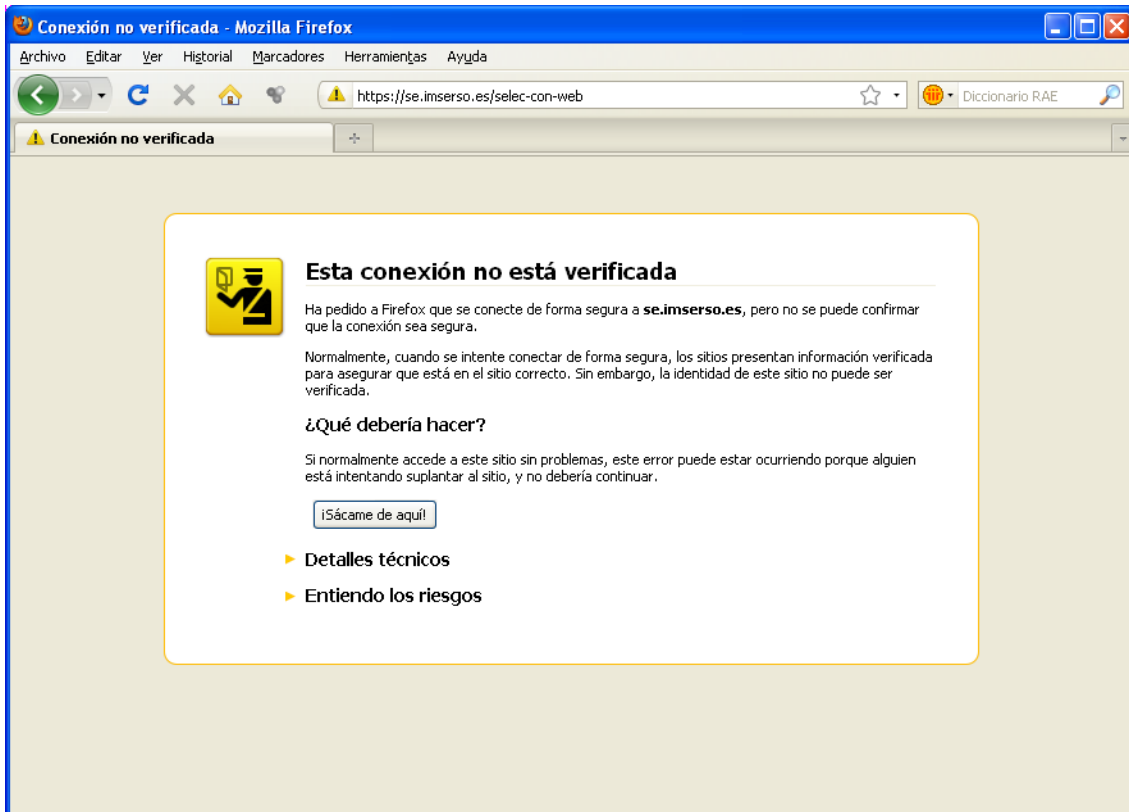 Conexión no verificada - Mozilla Firefox
Archivo Editar Ver Historial Marcadores Herramientas Ayuda
https://se.imserso.es/selec-con-web Diccionario RAE
Conexión no verificada
Esta conexión no está verificada
Ha pedido a Firefox que se conecte de forma segura a se.imserso.es, pero no se puede confirmar
que la conexión sea segura.
Normalmente, cuando se intente conectar de forma segura, los sitios presentan información verificada
para asegurar que está en el sitio correcto. Sin embargo, la identidad de este sitio no puede ser
verificada.
¿Qué debería hacer?
Si normalmente accede a este sitio sin problemas, este error puede estar ocurriendo porque alguien
está intentando suplantar al sitio, y no debería continuar.
¡Sácame de aquí!
Detalles técnicos
Entiendo los riesgos